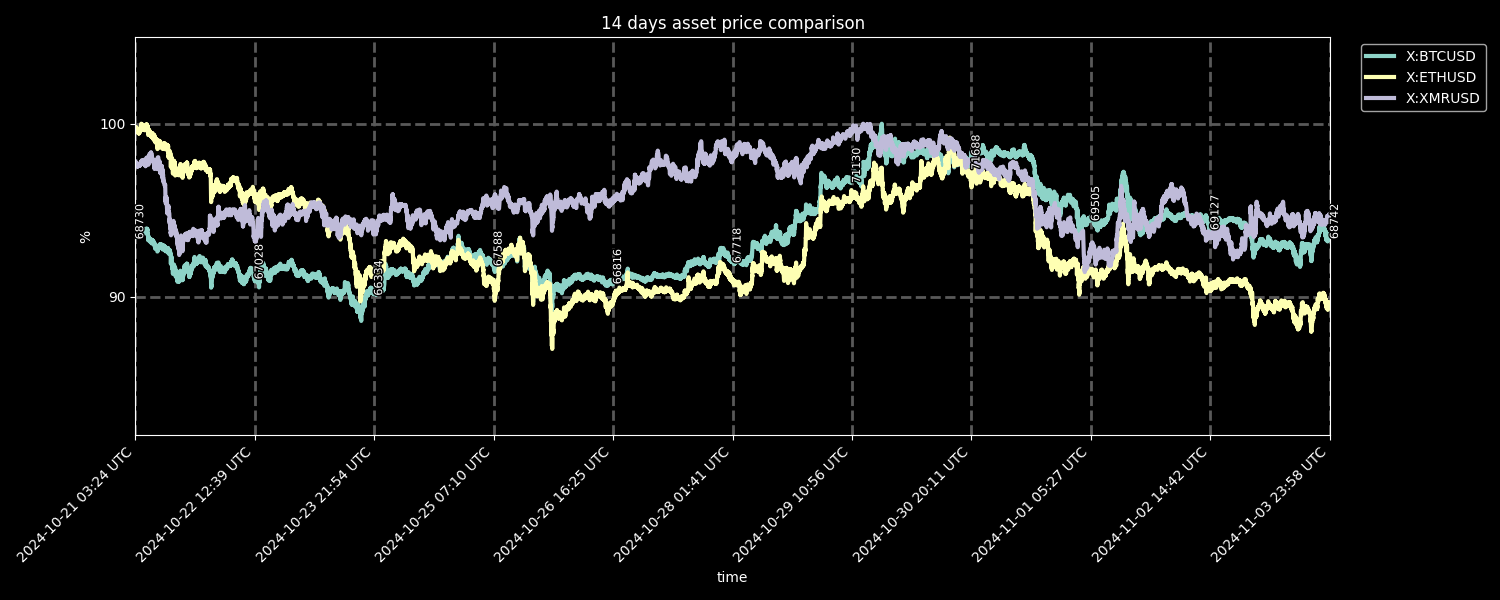 14 days asset price comparison
X:BTCUSD
X:ETHUSD
X:XMRUSD
100
90
%
68730
67028
66334
67588
66816
67718
71130
71688
69505
69127
68742
2024-10-21 03:24 UTC
2024-10-22 12:39 UTC
2024-10-23 21:54 UTC
2024-10-25 07:10 UTC
2024-10-26 16:25 UTC
2024-10-28 01:41 UTC
2024-10-29 10:56 UTC
2024-10-30 20:11 UTC
2024-11-01 05:27 UTC
2024-11-02 14:42 UTC
2024-11-03 23:58 UTC
time